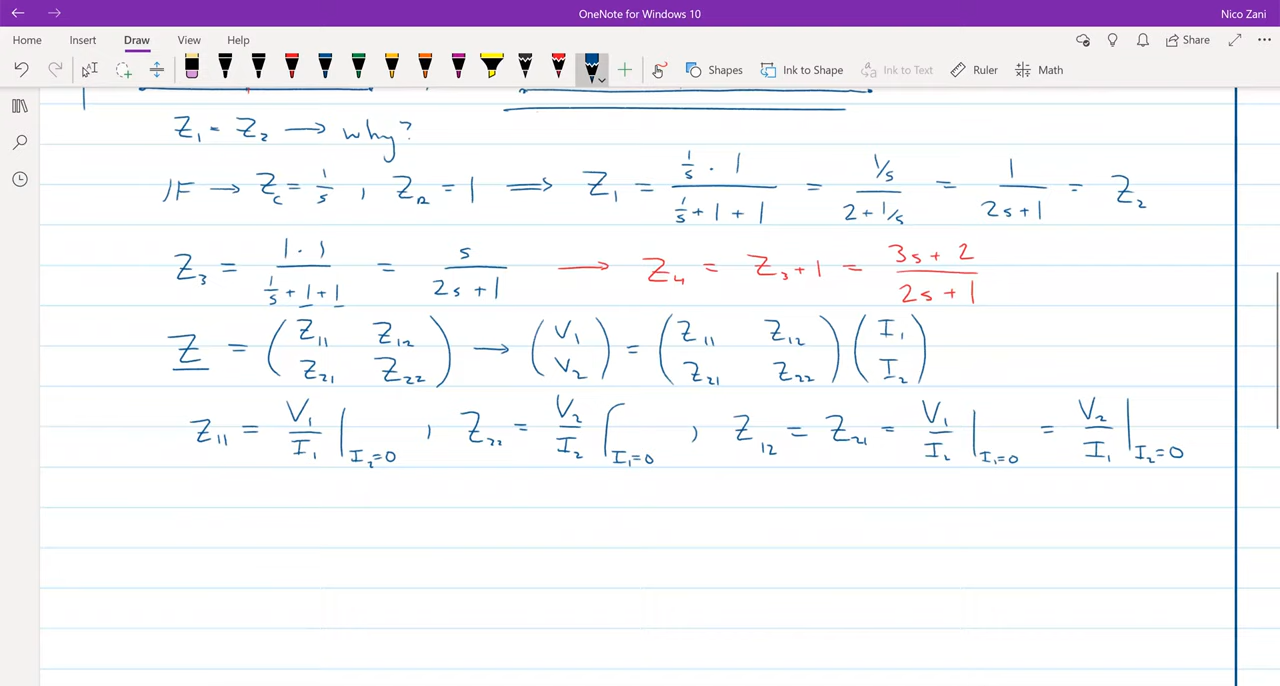 OneNote for Windows 10
Nico Zani
Home Insert Draw View Help
Share
Shapes Ink to Shape Ink to Text Ruler Math
Z₁ = Z₂ → why?
1F → Z_C = 1/s , Z_R = 1 ⟹ Z₁ = (1/s · 1)/(1/s + 1 + 1) = (1/s)/(2 + 1/s) = 1/(2s+1) = Z₂
Z₃ = (1 · 1)/(1/s + 1 + 1) = s/(2s+1) → Z₄ = Z₃ + 1 = (3s + 2)/(2s + 1)
Z = (Z₁₁ Z₁₂ Z₂₁ Z₂₂) → (V₁ V₂) = (Z₁₁ Z₁₂ Z₂₁ Z₂₂) (I₁ I₂)
Z₁₁ = V₁/I₁ |I₂=0 , Z₂₂ = V₂/I₂ |I₁=0 , Z₁₂ = Z₂₁ = V₁/I₂ |I₁=0 = V₂/I₁ |I₂=0